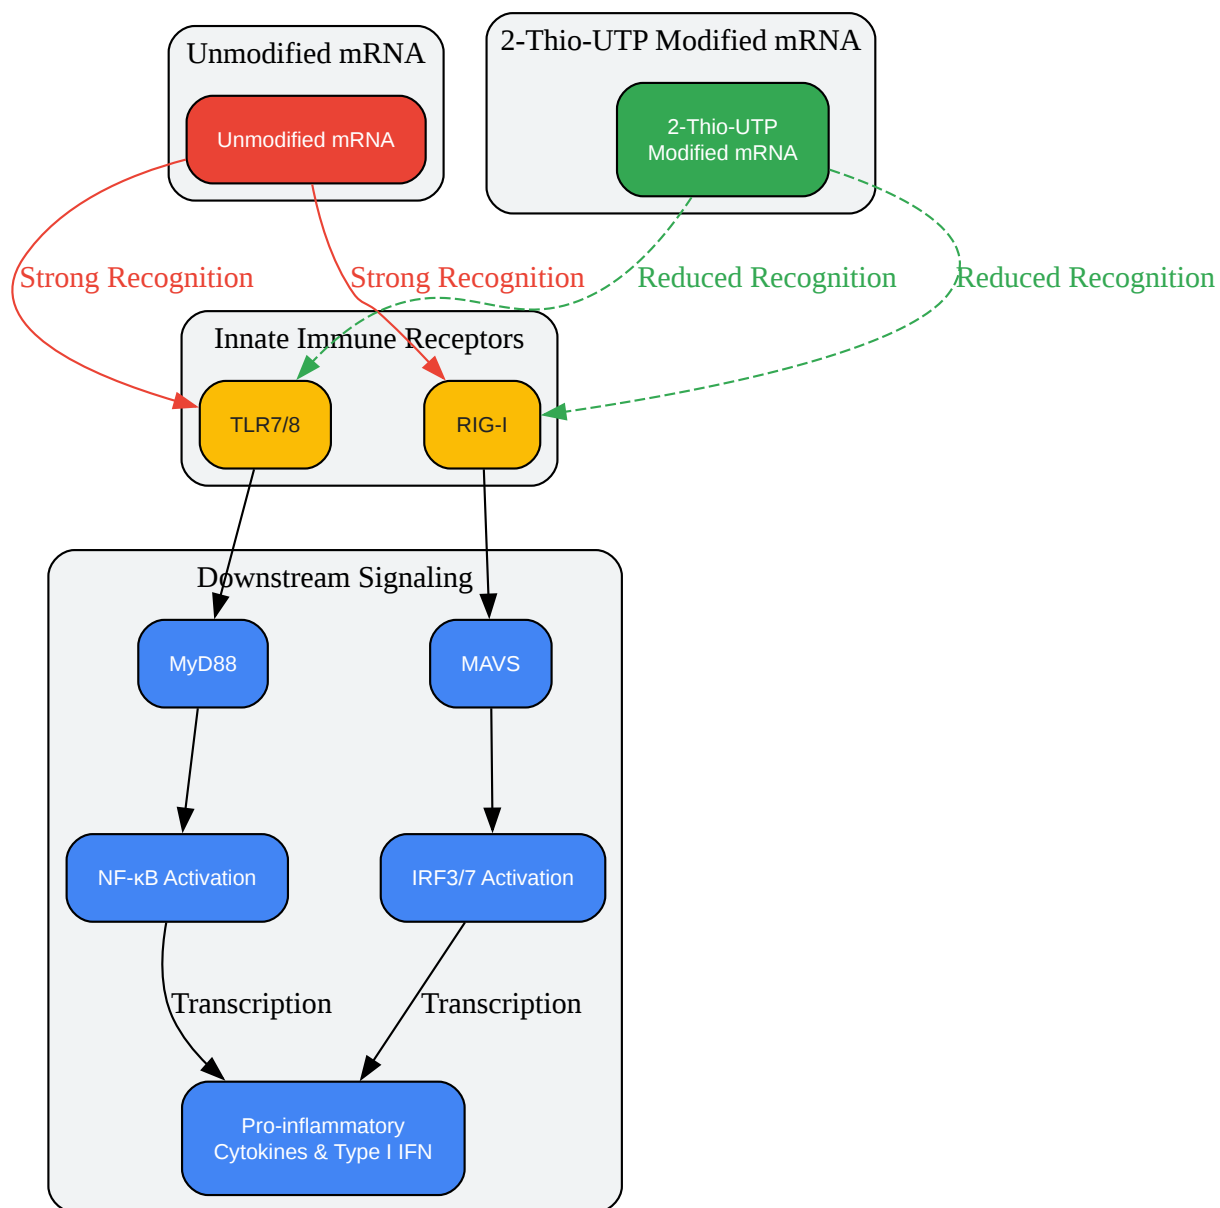 Unmodified mRNA
2-Thio-UTP Modified mRNA
Unmodified mRNA
2-Thio-UTP
Modified mRNA
Strong Recognition
Strong Recognition
Reduced Recognition
Reduced Recognition
Innate Immune Receptors
TLR7/8
RIG-I
Downstream Signaling
MyD88
MAVS
NF-κB Activation
IRF3/7 Activation
Transcription
Transcription
Pro-inflammatory
Cytokines & Type I IFN